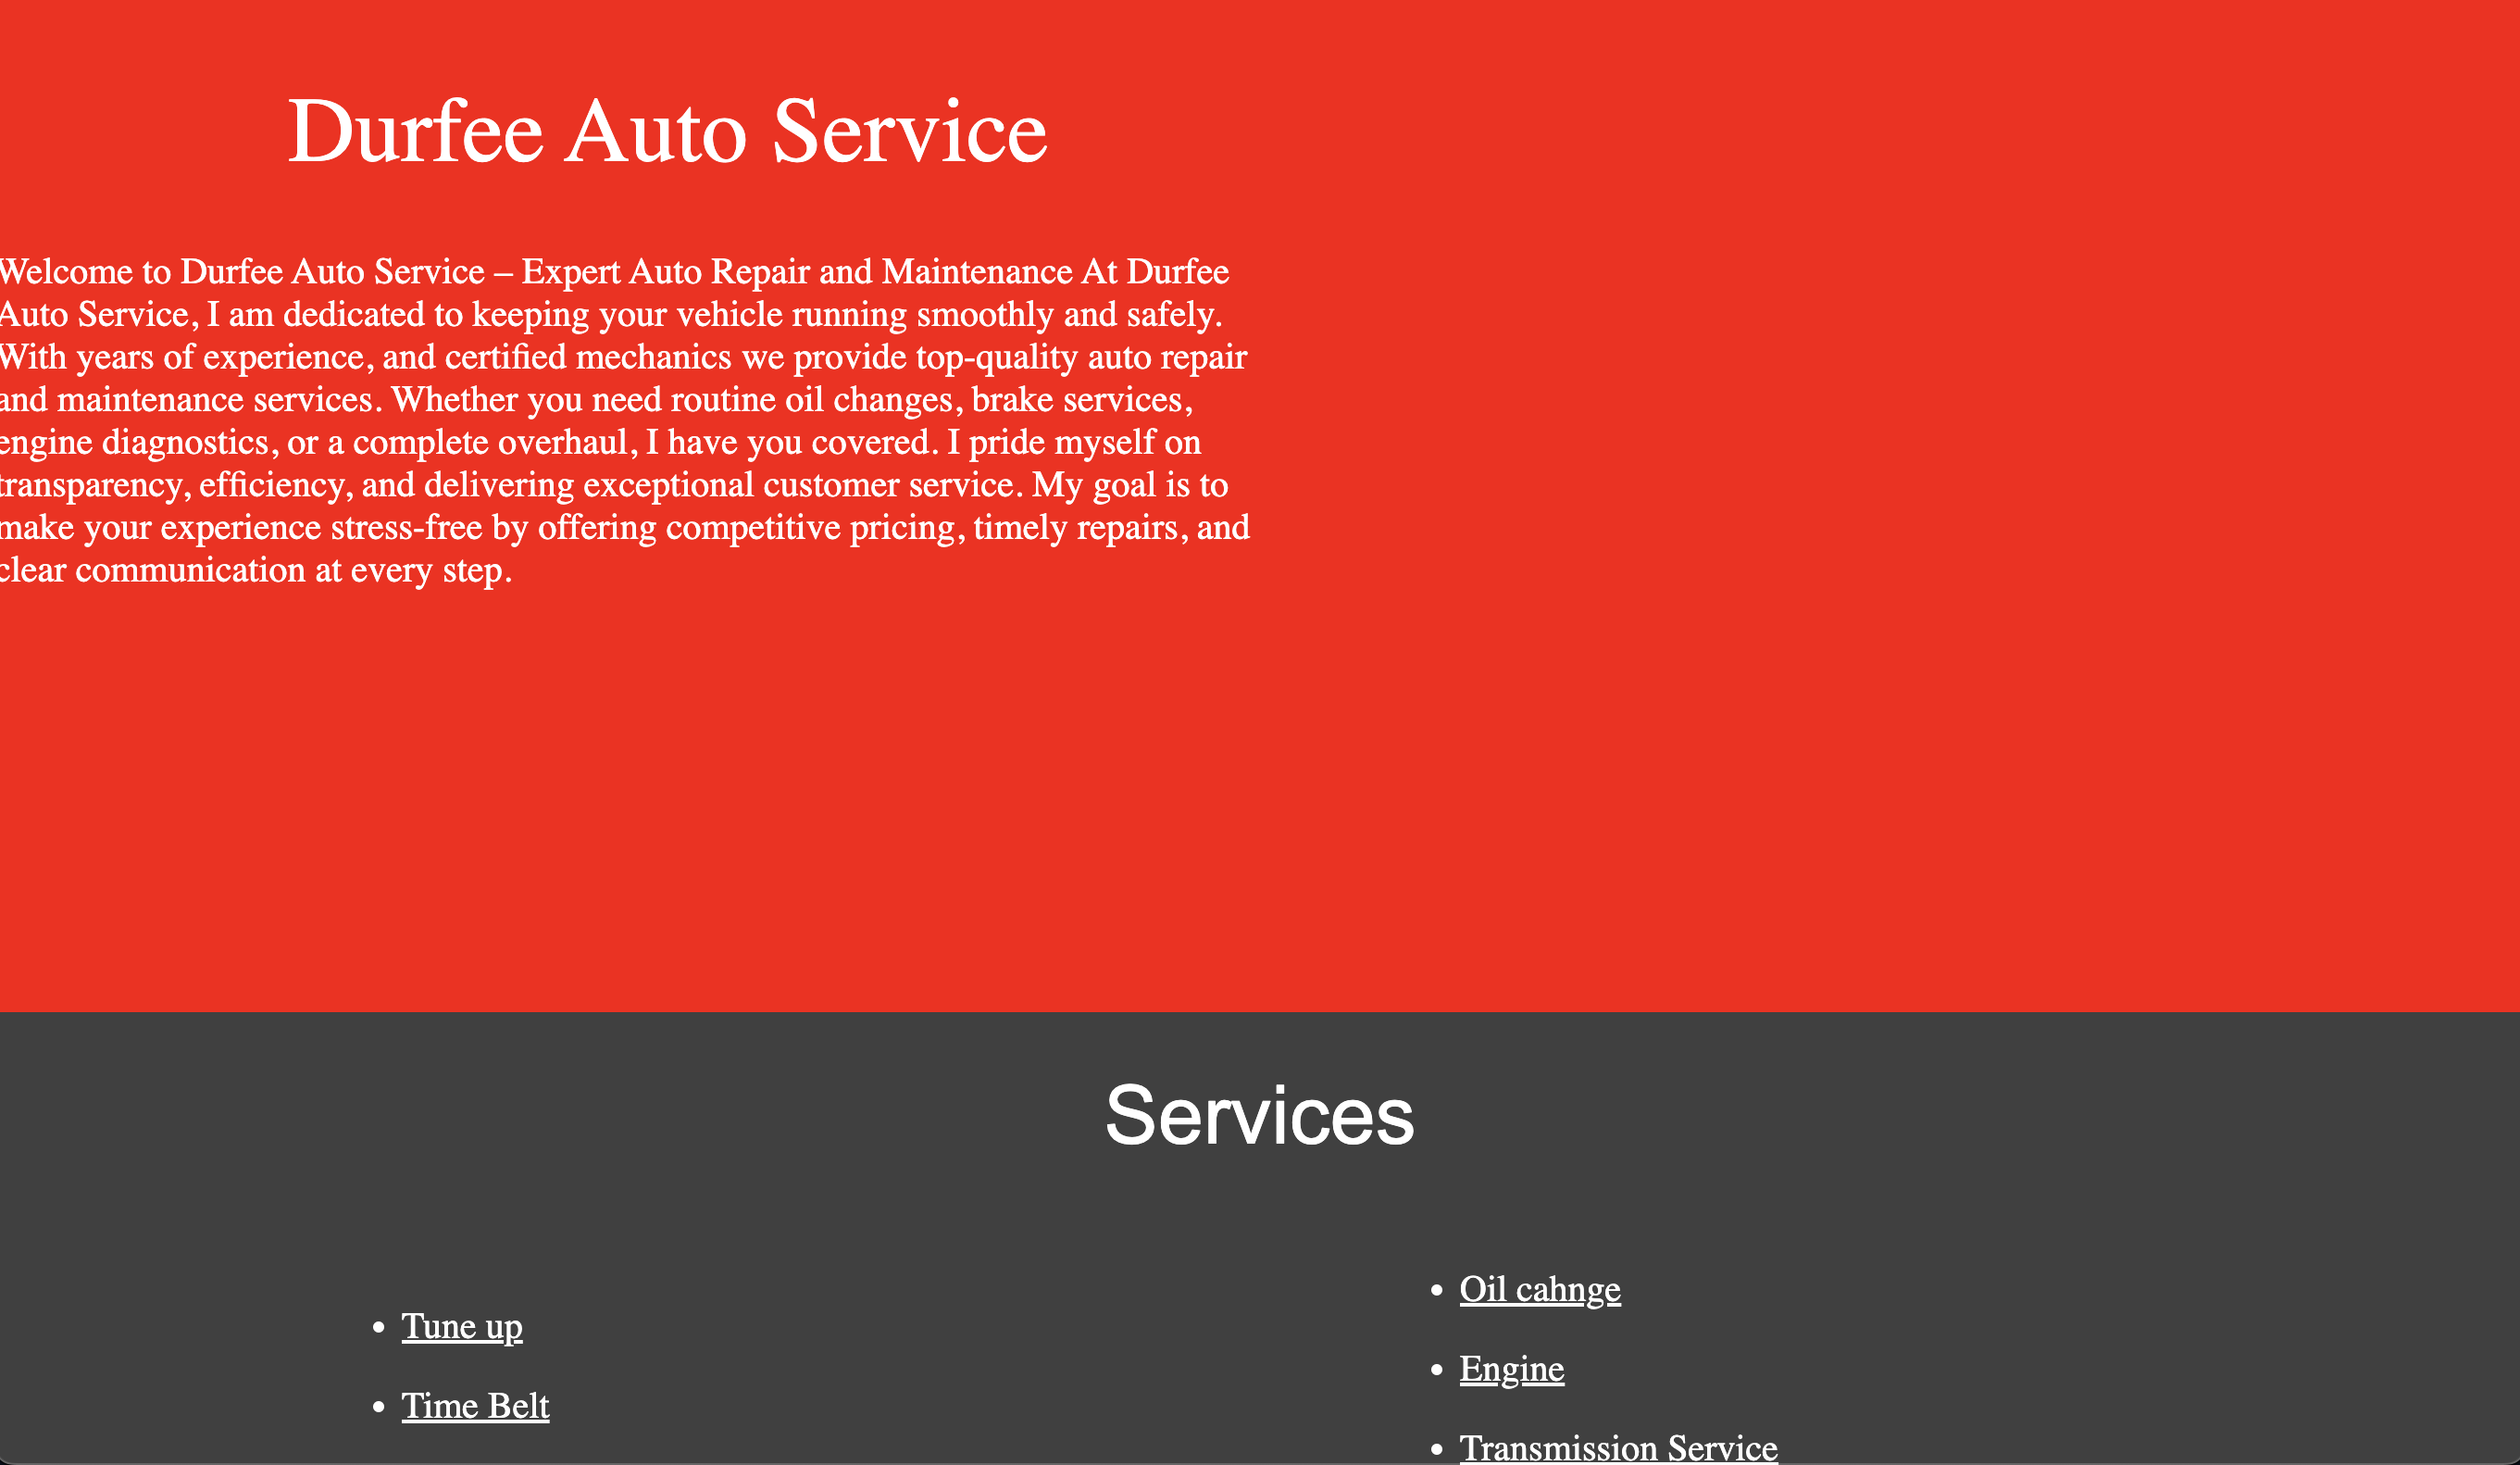 Durfee Auto Service
Welcome to Durfee Auto Service – Expert Auto Repair and Maintenance At Durfee
Auto Service, I am dedicated to keeping your vehicle running smoothly and safely.
With years of experience, and certified mechanics we provide top-quality auto repair
and maintenance services. Whether you need routine oil changes, brake services,
engine diagnostics, or a complete overhaul, I have you covered. I pride myself on
transparency, efficiency, and delivering exceptional customer service. My goal is to
make your experience stress-free by offering competitive pricing, timely repairs, and
clear communication at every step.
Services
Tune up
Time Belt
Oil cahnge
Engine
Transmission Service